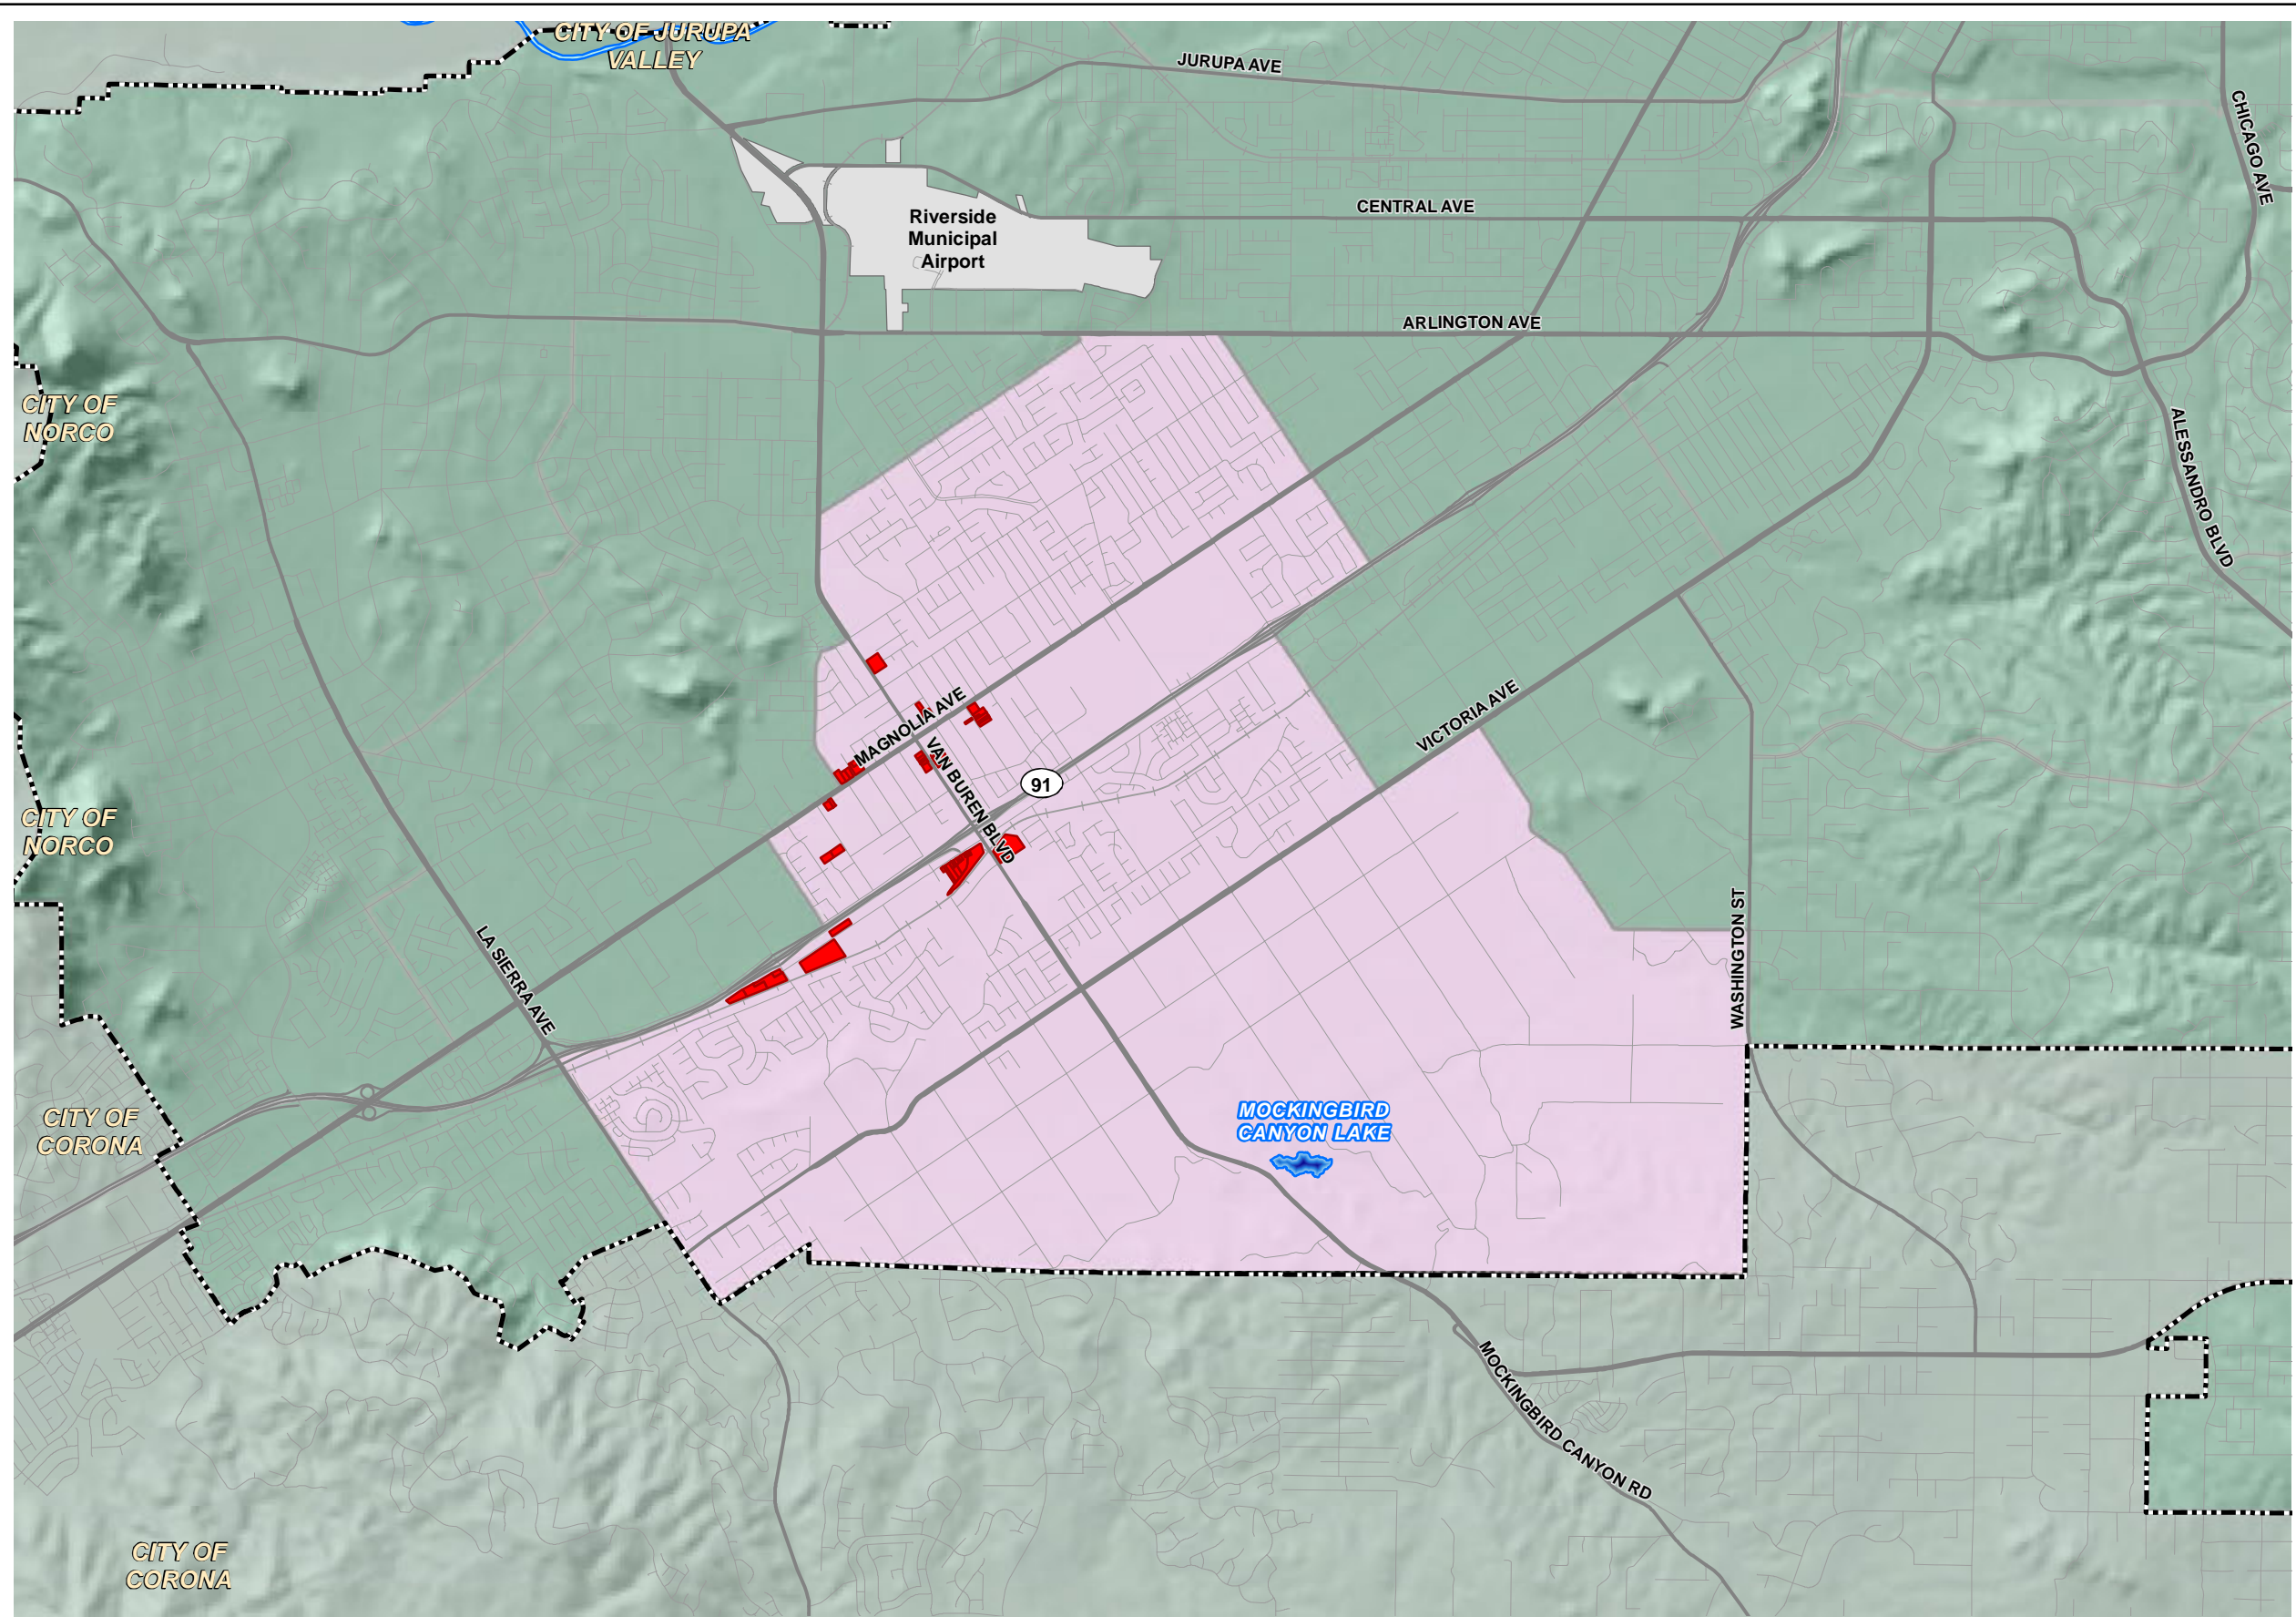 CITY OF JURUPA
VALLEY
JURUPA AVE
CHICAGO AVE
CENTRAL AVE
Riverside
Municipal
Airport
ARLINGTON AVE
CITY OF
NORCO
ALESSANDRO BLVD
MAGNOLIA AVE
VICTORIA AVE
VAN BUREN BLVD
91
CITY OF
NORCO
LA SIERRA AVE
WASHINGTON ST
CITY OF
CORONA
MOCKINGBIRD
CANYON LAKE
MOCKINGBIRD CANYON RD
CITY OF
CORONA